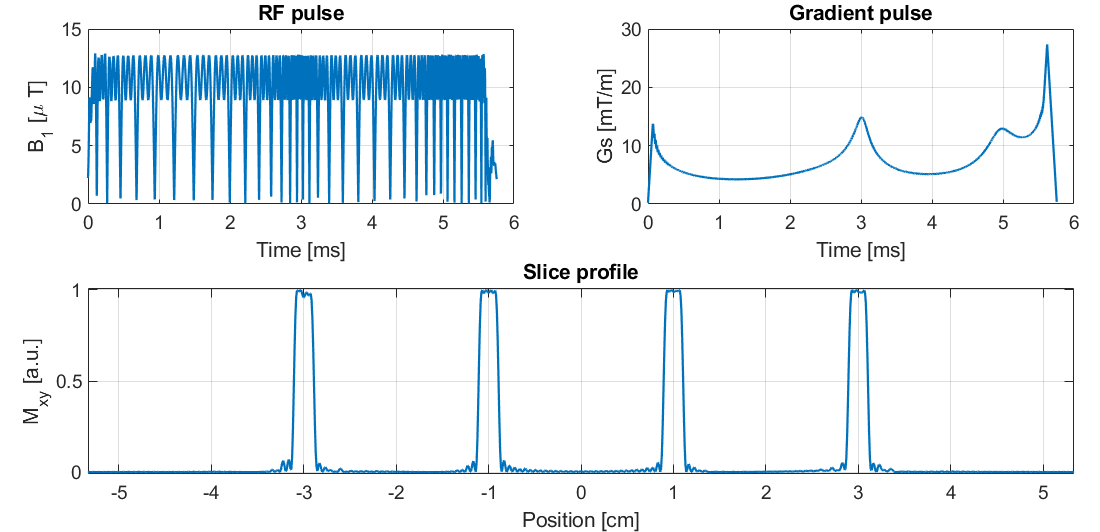 RF pulse
15
10
5
0
B1 [μ T]
0 1 2 3 4 5 6
Time [ms]
Gradient pulse
30
20
10
0
Gs [mT/m]
0 1 2 3 4 5 6
Time [ms]
Slice profile
1
0.5
0
Mxy [a.u.]
-5 -4 -3 -2 -1 0 1 2 3 4 5
Position [cm]